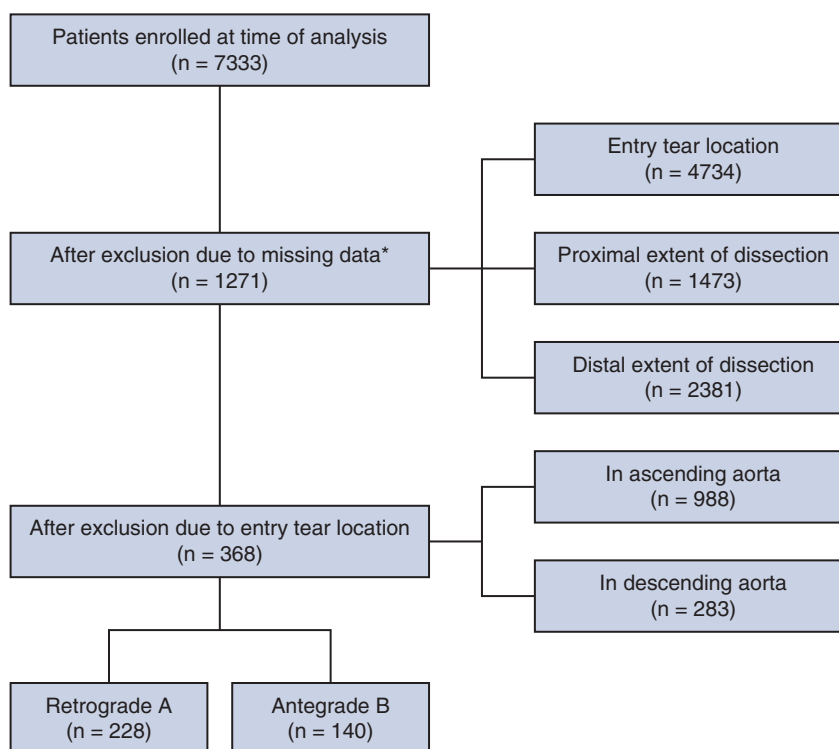 Patients enrolled at time of analysis
(n = 7333)
Entry tear location
(n = 4734)
After exclusion due to missing data*
(n = 1271)
Proximal extent of dissection
(n = 1473)
Distal extent of dissection
(n = 2381)
In ascending aorta
(n = 988)
After exclusion due to entry tear location
(n = 368)
In descending aorta
(n = 283)
Retrograde A
(n = 228)
Antegrade B
(n = 140)